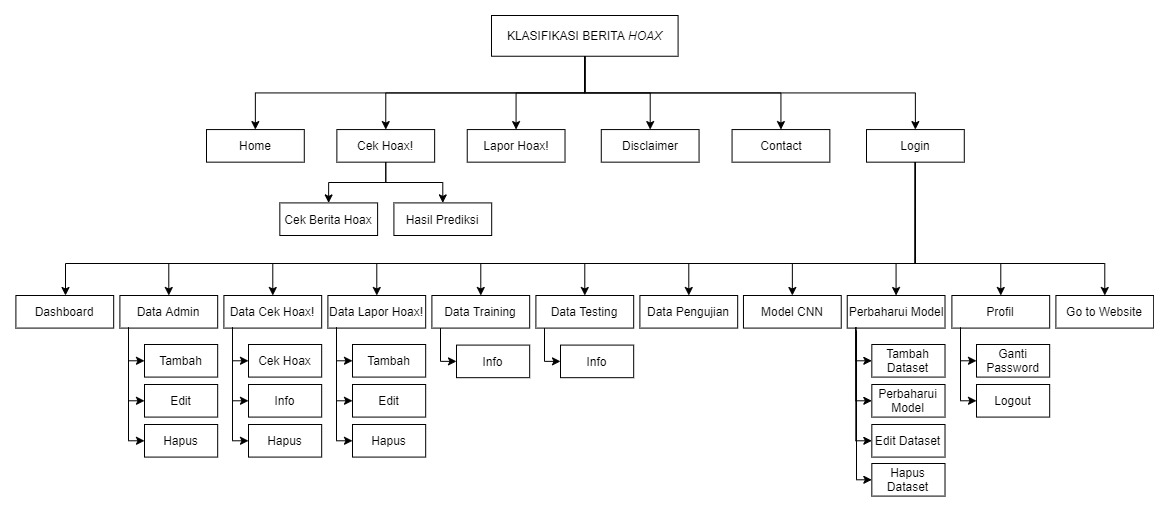 KLASIFIKASI BERITA HOAX
Home
Cek Hoax!
Lapor Hoax!
Disclaimer
Contact
Login
Cek Berita Hoax
Hasil Prediksi
Dashboard
Data Admin
Data Cek Hoax!
Data Lapor Hoax!
Data Training
Data Testing
Data Pengujian
Model CNN
Perbaharui Model
Profil
Go to Website
Tambah
Edit
Hapus
Cek Hoax
Info
Hapus
Tambah
Edit
Hapus
Info
Info
Tambah
Dataset
Perbaharui
Model
Edit Dataset
Hapus
Dataset
Ganti
Password
Logout